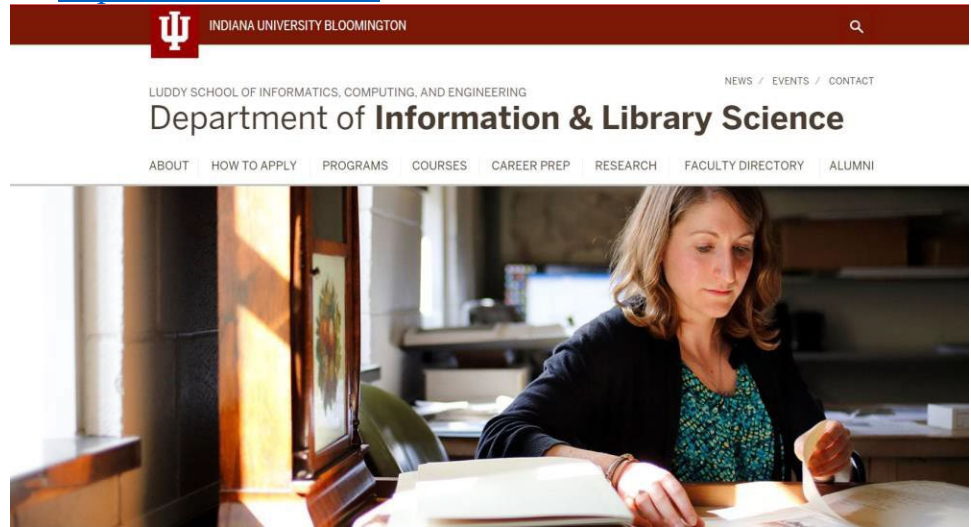 INDIANA UNIVERSITY BLOOMINGTON
NEWS / EVENTS / CONTACT
LUDDY SCHOOL OF INFORMATICS, COMPUTING, AND ENGINEERING
Department of Information & Library Science
ABOUT HOW TO APPLY PROGRAMS COURSES CAREER PREP RESEARCH FACULTY DIRECTORY ALUMNI